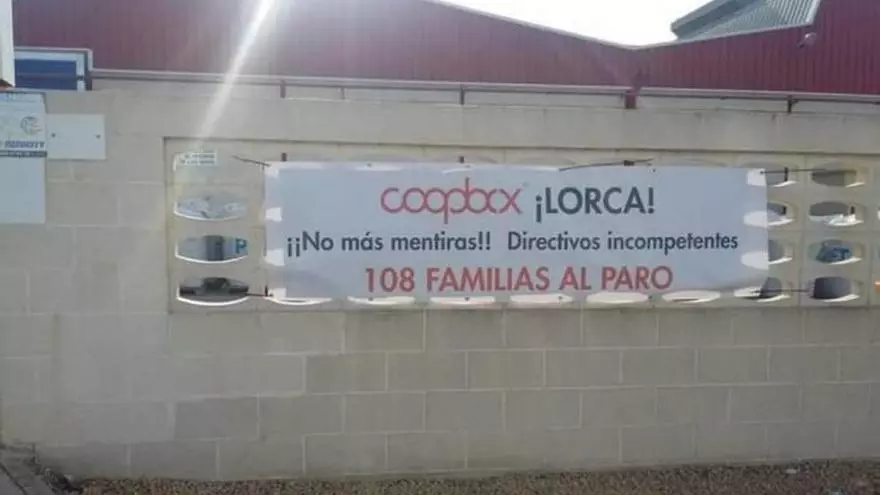 coopbox ¡LORCA!
¡¡No más mentiras!! Directivos incompetentes
108 FAMILIAS AL PARO
P